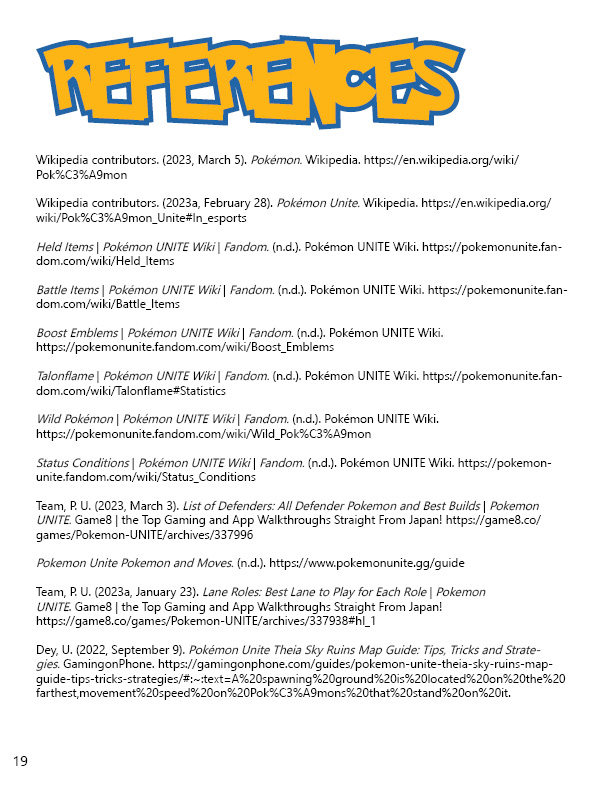 REFERENCES
Wikipedia contributors. (2023, March 5). Pokémon. Wikipedia. https://en.wikipedia.org/wiki/
Pok%C3%A9mon
Wikipedia contributors. (2023a, February 28). Pokémon Unite. Wikipedia. https://en.wikipedia.org/
wiki/Pok%C3%A9mon_Unite#In_esports
Held Items | Pokémon UNITE Wiki | Fandom. (n.d.). Pokémon UNITE Wiki. https://pokemonunite.fan-
dom.com/wiki/Held_Items
Battle Items | Pokémon UNITE Wiki | Fandom. (n.d.). Pokémon UNITE Wiki. https://pokemonunite.fan-
dom.com/wiki/Battle_Items
Boost Emblems | Pokémon UNITE Wiki | Fandom. (n.d.). Pokémon UNITE Wiki.
https://pokemonunite.fandom.com/wiki/Boost_Emblems
Talonflame | Pokémon UNITE Wiki | Fandom. (n.d.). Pokémon UNITE Wiki. https://pokemonunite.fan-
dom.com/wiki/Talonflame#Statistics
Wild Pokémon | Pokémon UNITE Wiki | Fandom. (n.d.). Pokémon UNITE Wiki.
https://pokemonunite.fandom.com/wiki/Wild_Pok%C3%A9mon
Status Conditions | Pokémon UNITE Wiki | Fandom. (n.d.). Pokémon UNITE Wiki. https://pokemon-
unite.fandom.com/wiki/Status_Conditions
Team, P. U. (2023, March 3). List of Defenders: All Defender Pokemon and Best Builds | Pokemon
UNITE. Game8 | the Top Gaming and App Walkthroughs Straight From Japan! https://game8.co/
games/Pokemon-UNITE/archives/337996
Pokemon Unite Pokemon and Moves. (n.d.). https://www.pokemonunite.gg/guide
Team, P. U. (2023a, January 23). Lane Roles: Best Lane to Play for Each Role | Pokemon
UNITE. Game8 | the Top Gaming and App Walkthroughs Straight From Japan!
https://game8.co/games/Pokemon-UNITE/archives/337938#hl_1
Dey, U. (2022, September 9). Pokémon Unite Theia Sky Ruins Map Guide: Tips, Tricks and Strate-
gies. GamingonPhone. https://gamingonphone.com/guides/pokemon-unite-theia-sky-ruins-map-
guide-tips-tricks-strategies/#:~:text=A%20spawning%20ground%20is%20located%20on%20the%20
farthest,movement%20speed%20on%20Pok%C3%A9mons%20that%20stand%20on%20it.
19